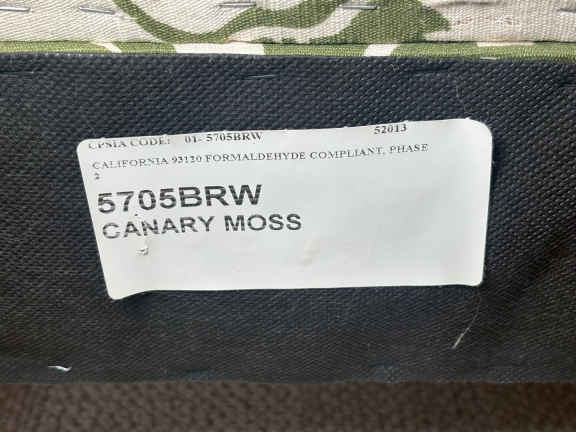 CPSIA CODE: 01- 5705BRW 52013
CALIFORNIA 93120 FORMALDEHYDE COMPLIANT, PHASE
2
5705BRW
CANARY MOSS